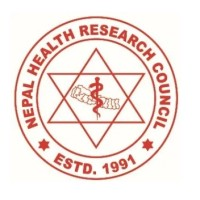 NEPAL HEALTH RESEARCH COUNCIL
ESTD. 1991